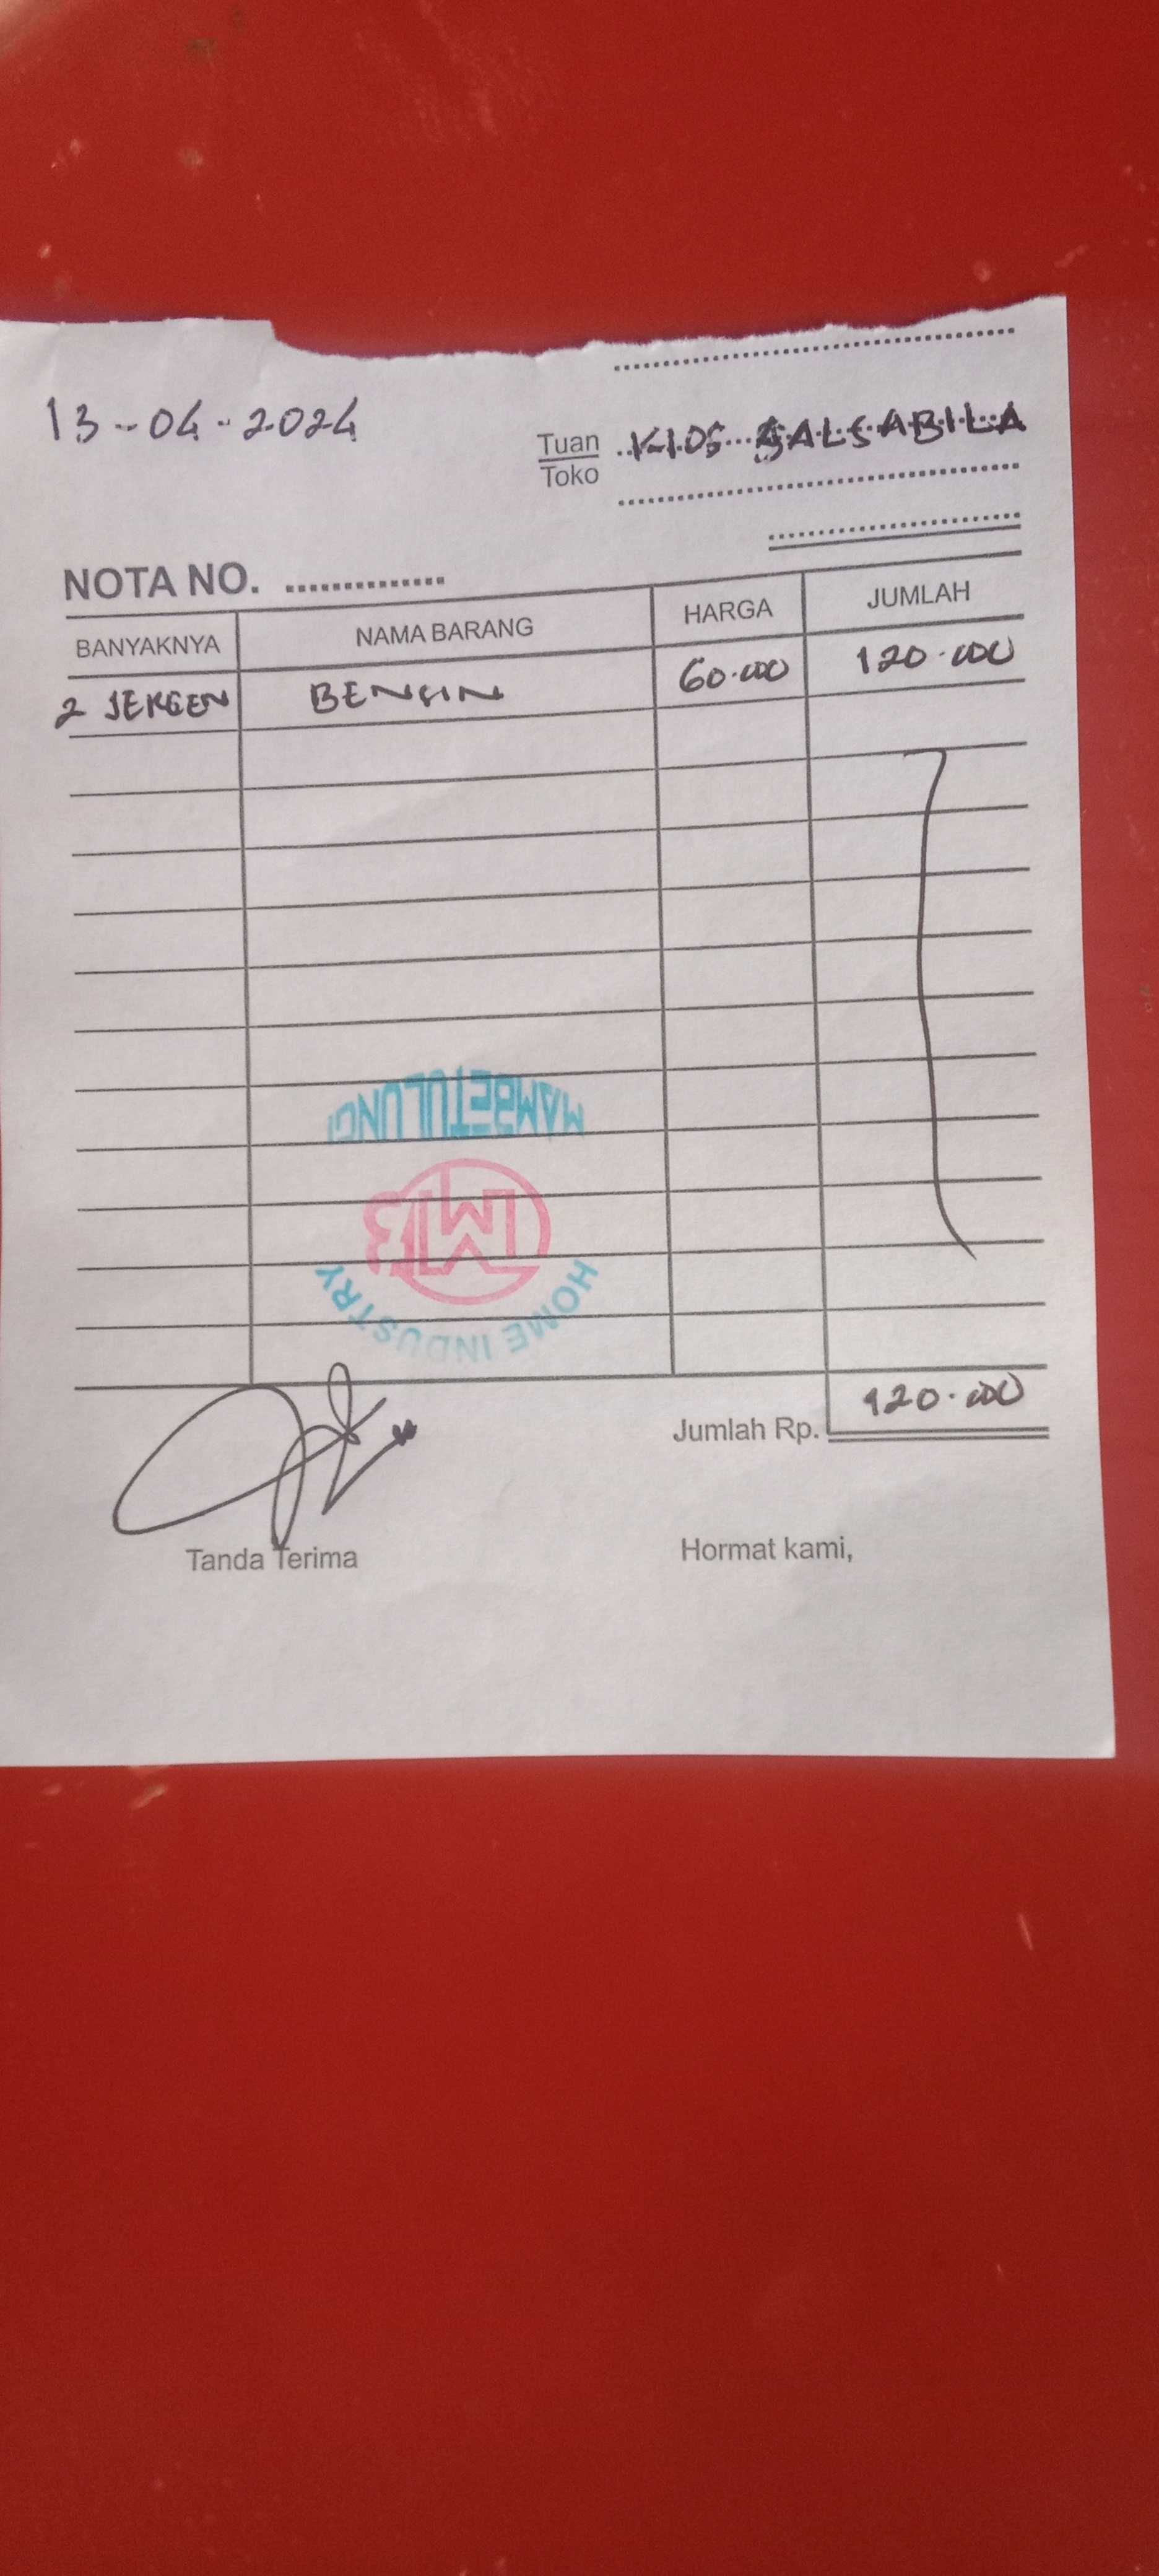 13-04-2024
Tuan
Toko
KIOS SALSABILA
NOTA NO.
BANYAKNYA NAMA BARANG HARGA JUMLAH
2 JERGEN BENSIN 60.000 120.000
MAMBETULUNGI
HOME INDUSTRY
Jumlah Rp. 120.000
Tanda Terima Hormat kami,